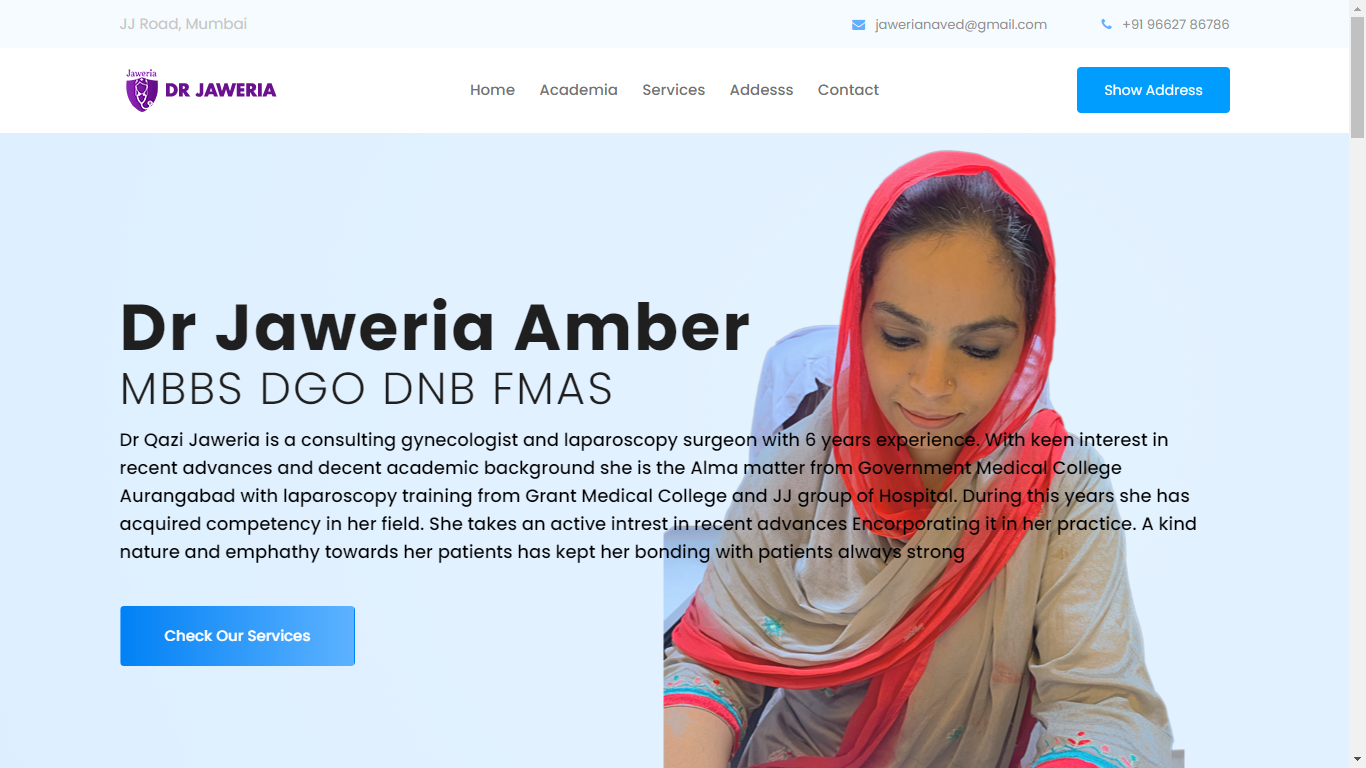 JJ Road, Mumbai
jawerianaved@gmail.com
+91 96627 86786
Jaweria
DR JAWERIA
Home
Academia
Services
Addesss
Contact
Show Address
Dr Jaweria Amber
MBBS DGO DNB FMAS
Dr Qazi Jaweria is a consulting gynecologist and laparoscopy surgeon with 6 years experience. With keen interest in
recent advances and decent academic background she is the Alma matter from Government Medical College
Aurangabad with laparoscopy training from Grant Medical College and JJ group of Hospital. During this years she has
acquired competency in her field. She takes an active intrest in recent advances Encorporating it in her practice. A kind
nature and emphathy towards her patients has kept her bonding with patients always strong
Check Our Services